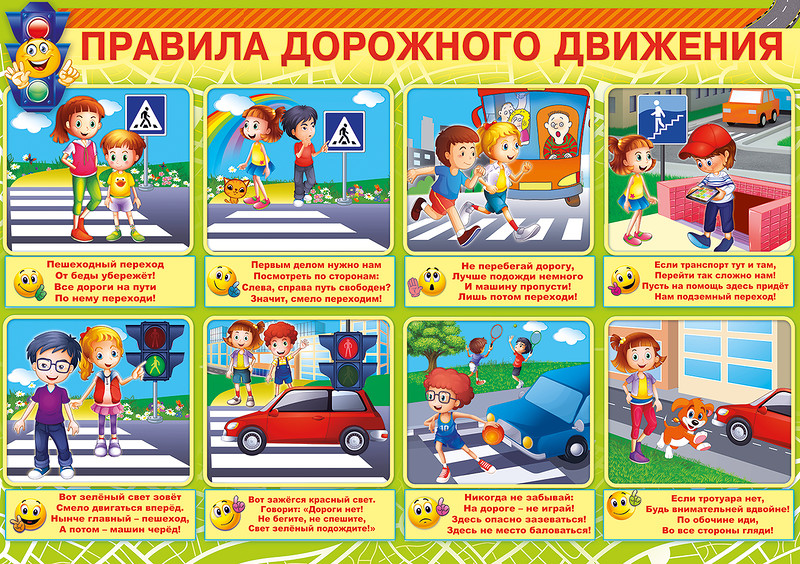 ПРАВИЛА ДОРОЖНОГО ДВИЖЕНИЯ
Пешеходный переход
От беды убережёт!
Все дороги на пути
По нему переходи!
Первым делом нужно нам
Посмотреть по сторонам:
Слева, справа путь свободен?
Значит, смело переходим!
Не перебегай дорогу,
Лучше подожди немного
И машину пропусти!
Лишь потом переходи!
Если транспорт тут и там,
Перейти так сложно нам!
Пусть на помощь здесь придёт
Нам подземный переход!
Вот зелёный свет зовёт
Смело двигаться вперёд.
Нынче главный – пешеход,
А потом – машин черёд!
Вот зажёгся красный свет.
Говорит: «Дороги нет!
Не бегите, не спешите,
Свет зелёный подождите!»
Никогда не забывай:
На дороге – не играй!
Здесь опасно зазеваться!
Здесь не место баловаться!
Если тротуара нет,
Будь внимательней вдвойне!
По обочине иди,
Во все стороны гляди!